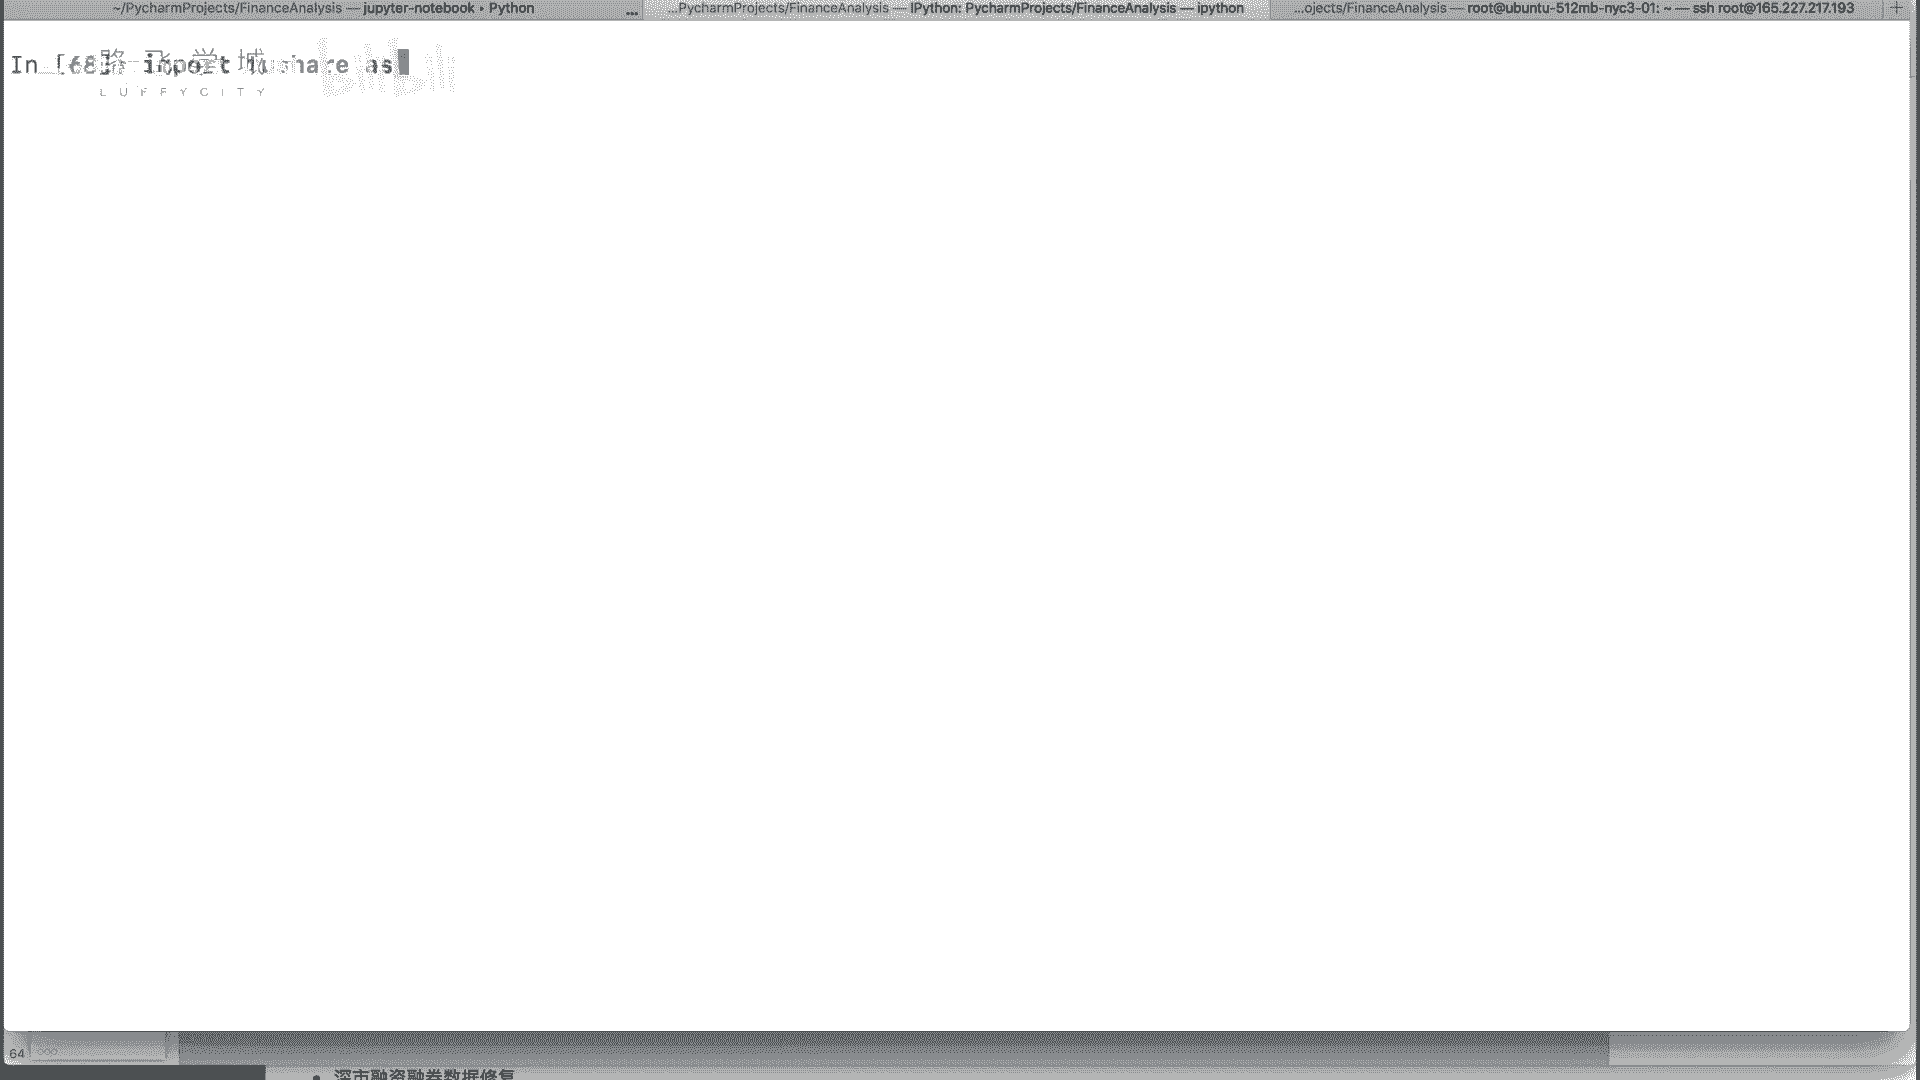 ~/PycharmProjects/FinanceAnalysis — jupyter-notebook • Python ... ...PycharmProjects/FinanceAnalysis — IPython: PycharmProjects/FinanceAnalysis — ipython ...ojects/FinanceAnalysis — root@ubuntu-512mb-nyc3-01: ~ — ssh root@165.227.217.193 +
In [68]: import tushare as
路飞学城 bilibili
LUFFYCITY
64
• 深市融资融券数据修复